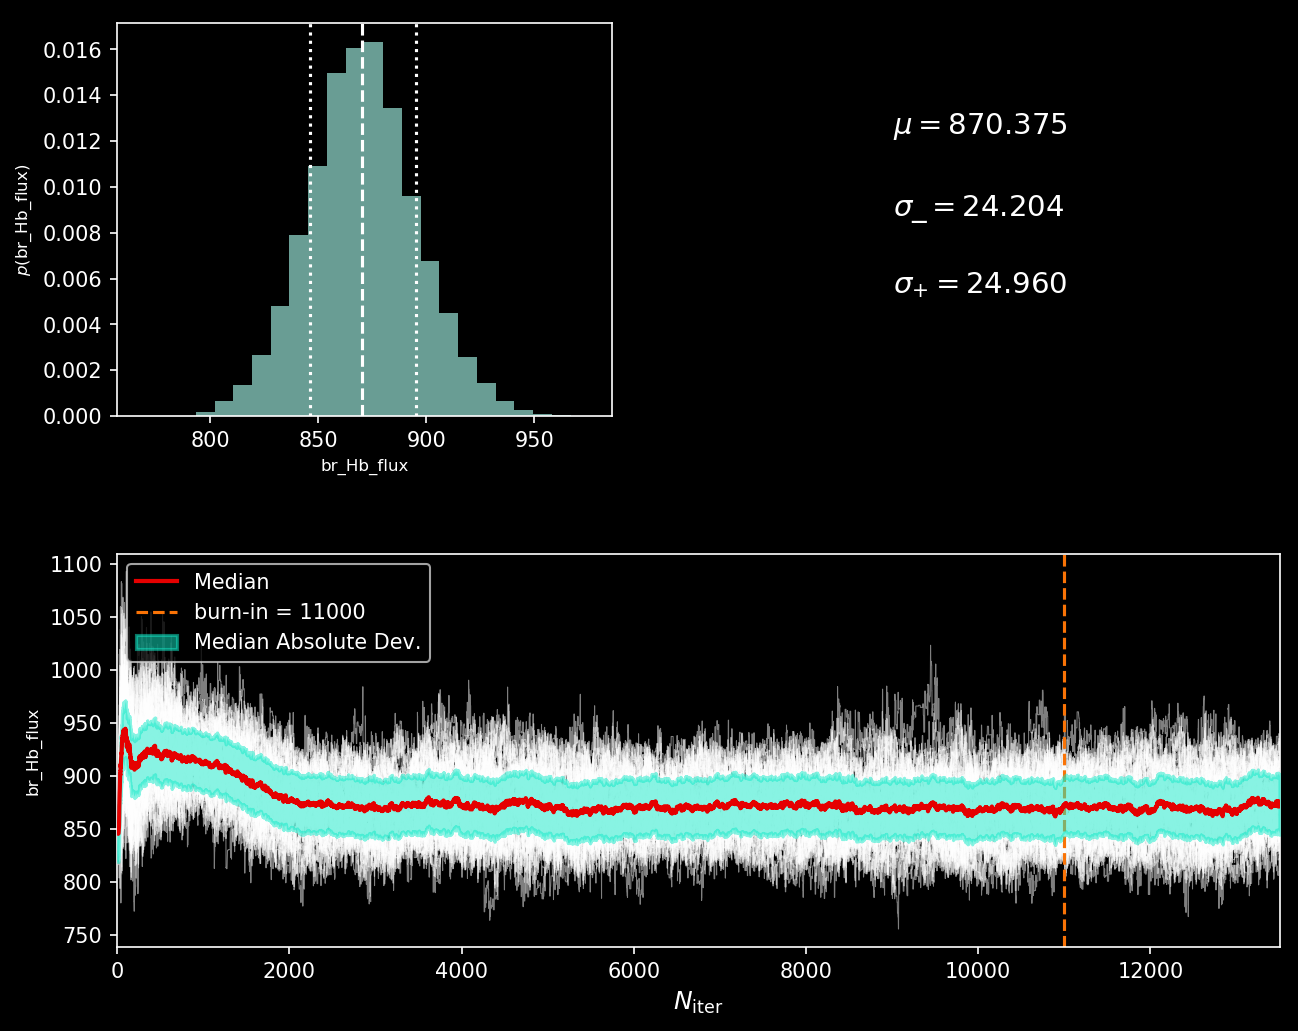 0.016
0.014
0.012
0.010
0.008
0.006
0.004
0.002
0.000
p(br_Hb_flux)
800 850 900 950
br_Hb_flux
μ = 870.375
σ_ = 24.204
σ+ = 24.960
1100
1050
1000
950
900
850
800
750
br_Hb_flux
Median
burn-in = 11000
Median Absolute Dev.
0 2000 4000 6000 8000 10000 12000
Niter